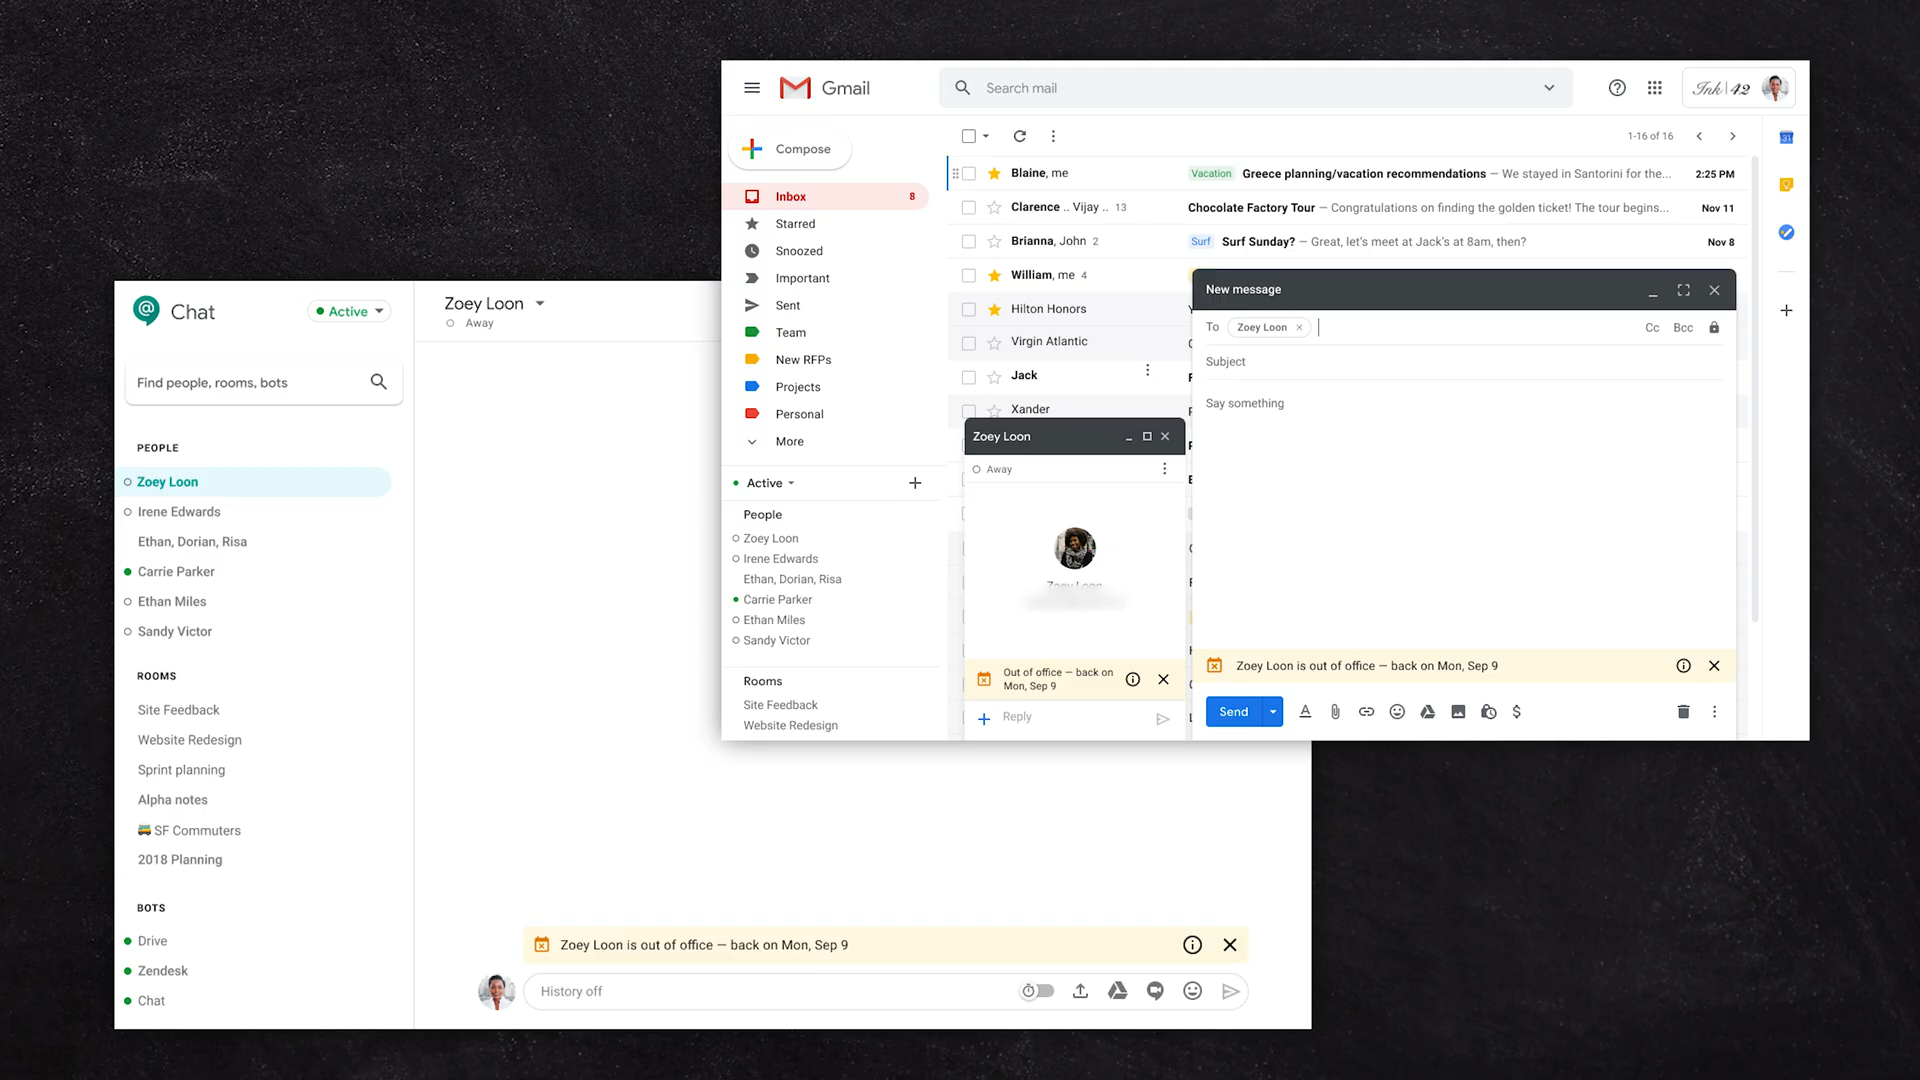 Chat
Active
Find people, rooms, bots
PEOPLE
Zoey Loon
Irene Edwards
Ethan, Dorian, Risa
Carrie Parker
Ethan Miles
Sandy Victor
ROOMS
Site Feedback
Website Redesign
Sprint planning
Alpha notes
SF Commuters
2018 Planning
BOTS
Drive
Zendesk
Chat
Zoey Loon
Away
Zoey Loon is out of office — back on Mon, Sep 9
History off
Gmail
Search mail
Ink|42
Compose
Inbox 8
Starred
Snoozed
Important
Sent
Team
New RFPs
Projects
Personal
More
Active
People
Zoey Loon
Irene Edwards
Ethan, Dorian, Risa
Carrie Parker
Ethan Miles
Sandy Victor
Rooms
Site Feedback
Website Redesign
1-16 of 16
31
Blaine, me Vacation Greece planning/vacation recommendations — We stayed in Santorini for the... 2:25 PM
Clarence .. Vijay .. 13 Chocolate Factory Tour — Congratulations on finding the golden ticket! The tour begins... Nov 11
Brianna, John 2 Surf Surf Sunday? — Great, let's meet at Jack's at 8am, then? Nov 8
William, me 4
Hilton Honors
Virgin Atlantic
Jack
Xander
Zoey Loon
Away
Zoey Loon
Out of office — back on
Mon, Sep 9
Reply
New message
To Zoey Loon Cc Bcc
Subject
Say something
Zoey Loon is out of office — back on Mon, Sep 9
Send